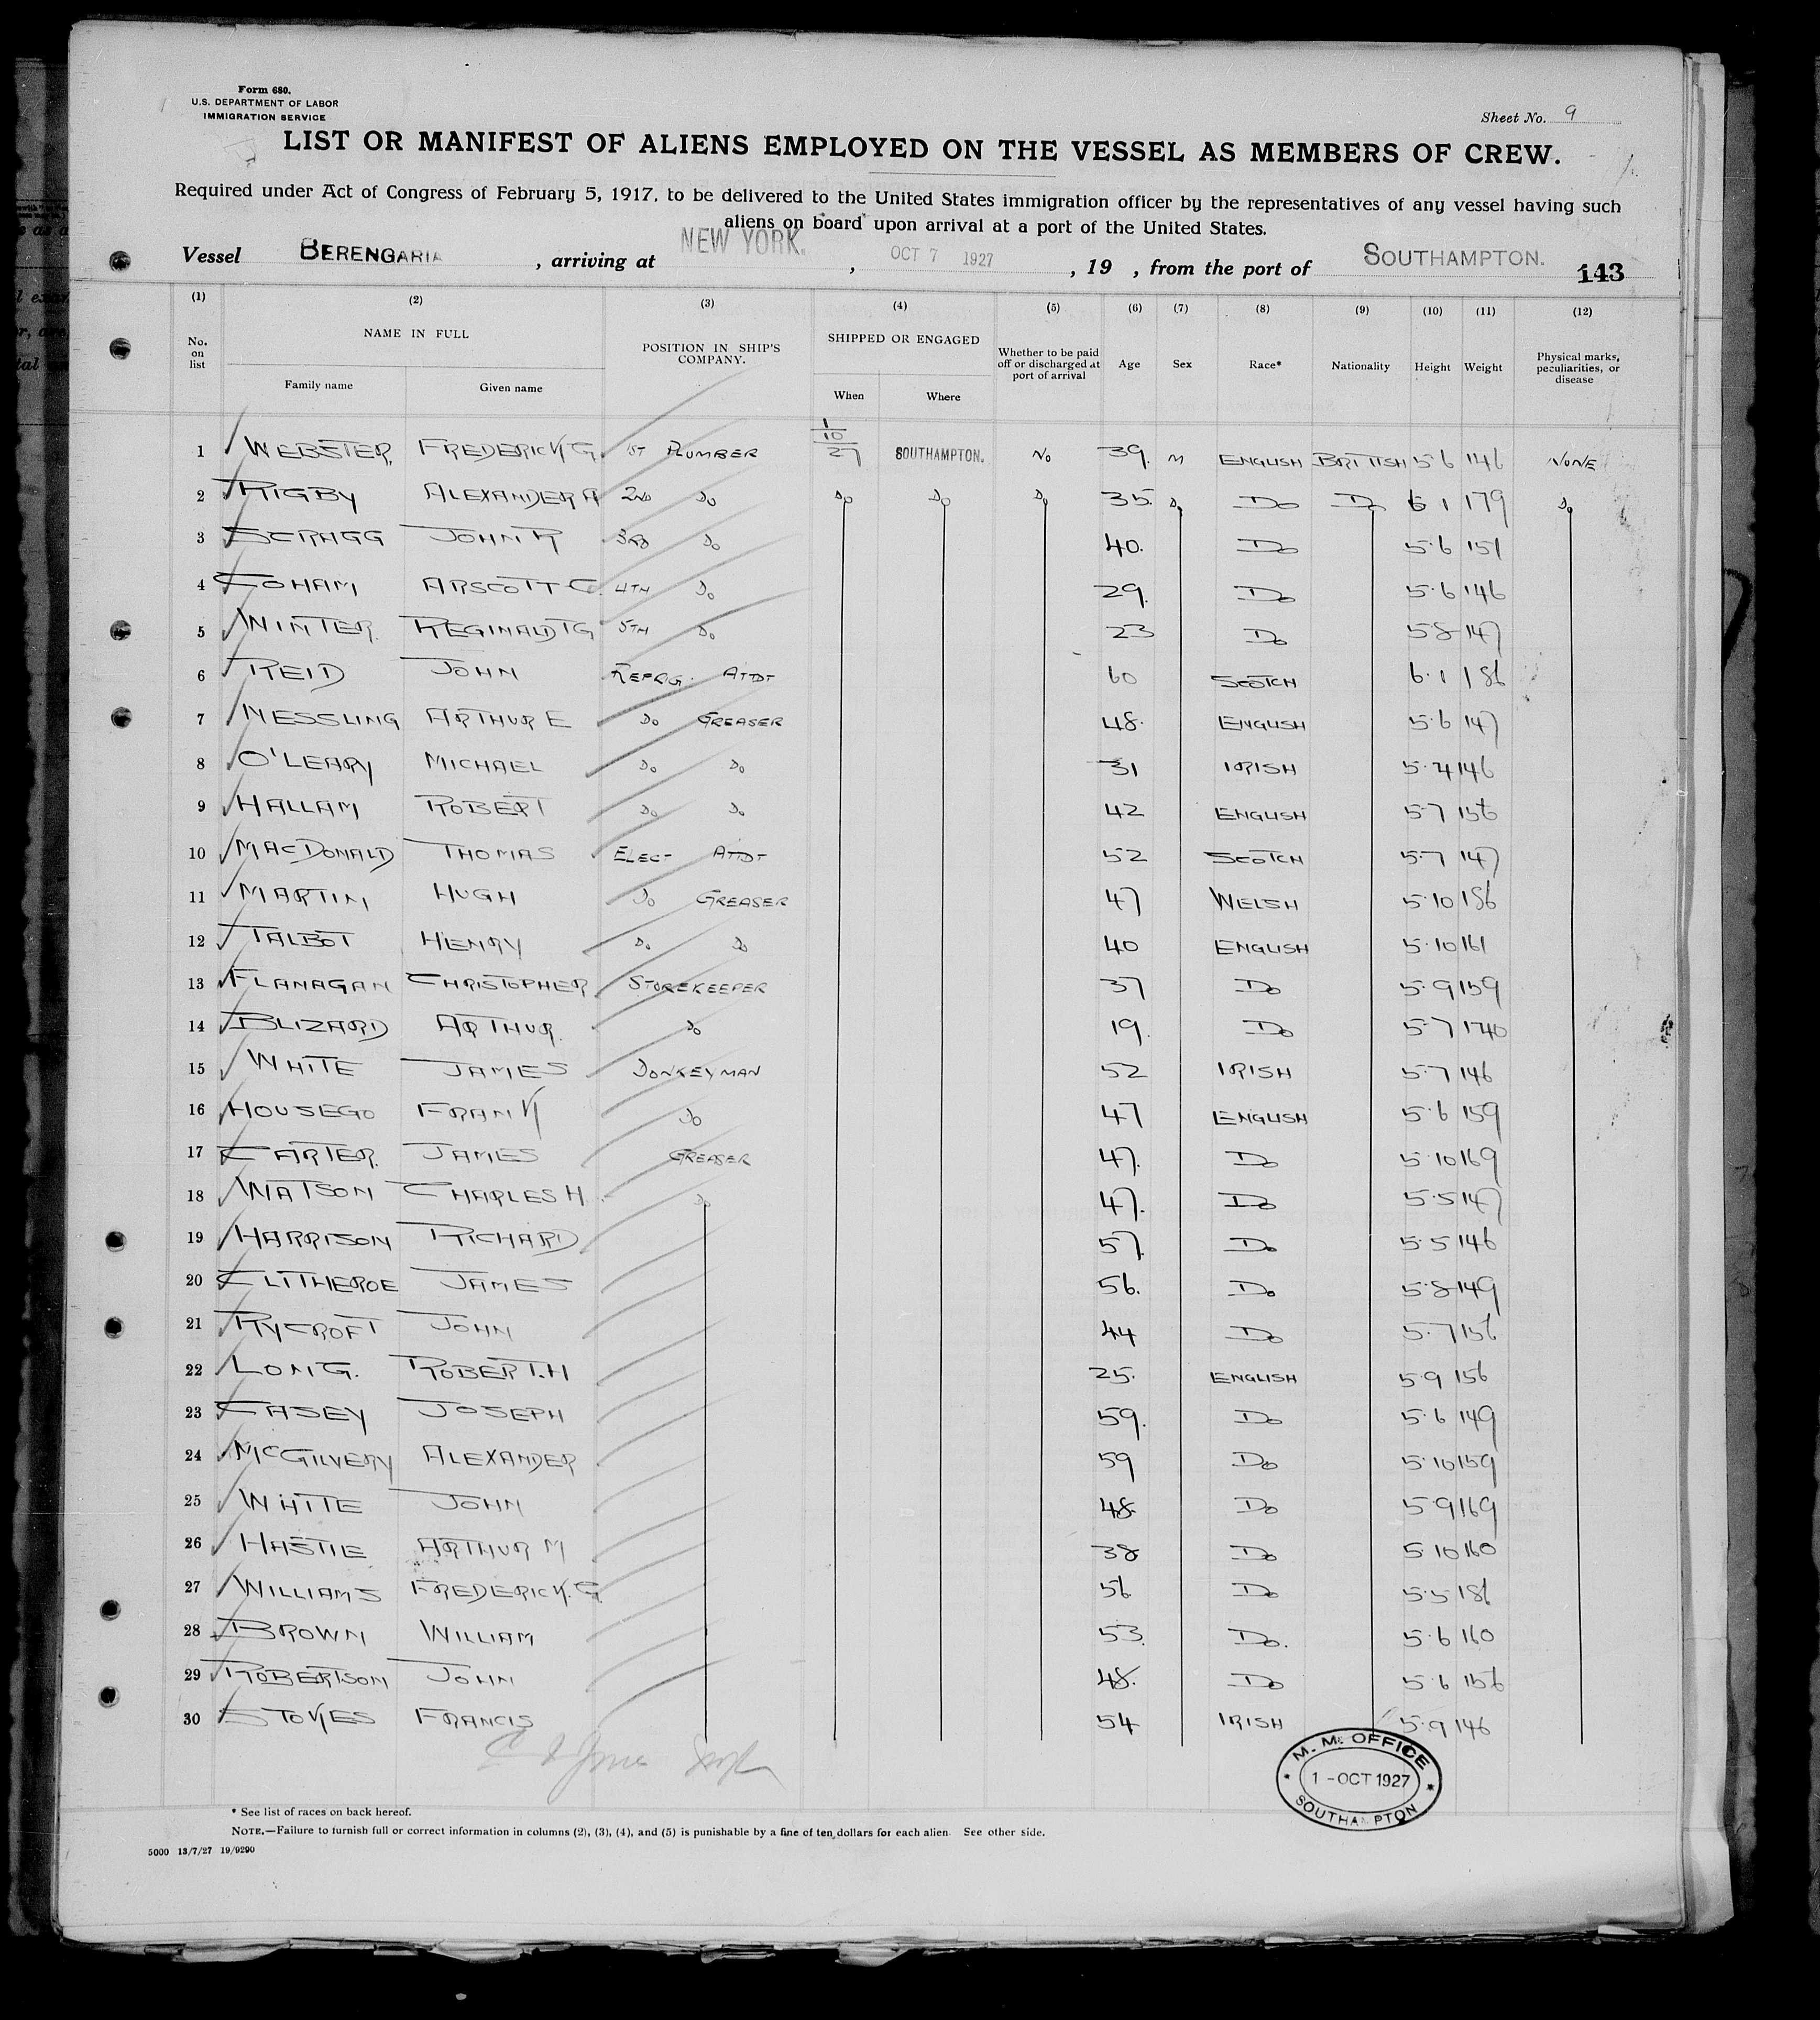 Form 680.
U.S. DEPARTMENT OF LABOR
IMMIGRATION SERVICE
Sheet No. 9
LIST OR MANIFEST OF ALIENS EMPLOYED ON THE VESSEL AS MEMBERS OF CREW.
Required under Act of Congress of February 5, 1917, to be delivered to the United States immigration officer by the representatives of any vessel having such
aliens on board upon arrival at a port of the United States.
Vessel BERENGARIA , arriving at NEW YORK. , OCT 7 1927 , 19 , from the port of SOUTHAMPTON. 143
(1) (2) (3) (4) (5) (6) (7) (8) (9) (10) (11) (12)
No. on list NAME IN FULL Family name Given name POSITION IN SHIP'S COMPANY. SHIPPED OR ENGAGED When Where Whether to be paid off or discharged at port of arrival Age Sex Race* Nationality Height Weight Physical marks, peculiarities, or disease
1 WEBSTER, FREDERICK G. 1ST PLUMBER 1/10/27 SOUTHAMPTON. NO 39. M ENGLISH BRITISH 5 6 146 NONE
2 RIGBY ALEXANDER A 2ND DO DO DO DO 35. DO DO DO 6 1 179 DO
3 SCRAGG JOHN R 3RD DO 40. DO 5.6 151
4 COHAM ARSCOTT C. 4TH DO 29. DO 5.6 146
5 WINTER. REGINALD T G 5TH DO 23 DO 5 8 147
6 REID JOHN REFRG. ATTDT 60 SCOTCH 6.1 186
7 NESSLING ARTHUR E DO GREASER 48. ENGLISH 5.6 147
8 O'LEARY MICHAEL DO DO 31 IRISH 5.4 146
9 HALLAM ROBERT DO DO 42 ENGLISH 5-7 156
10 MACDONALD THOMAS ELECT ATTDT 52 SCOTCH 5-7 147
11 MARTIN HUGH DO GREASER 47 WELSH 5.10 186
12 TALBOT HENRY DO DO 40 ENGLISH 5.10 161
13 FLANAGAN CHRISTOPHER STOREKEEPER 37 DO 5.9 159
14 BLIZARD ARTHUR. DO 19. DO 5-7 140
15 WHITE JAMES DONKEYMAN 52 IRISH 5-7 146
16 HOUSEGO FRANK DO 47 ENGLISH 5.6 159
17 CARTER. JAMES GREASER 47. DO 5.10 169
18 WATSON CHARLES H. DO 47. DO 5.5 147
19 HARRISON RICHARD 57. DO 5.5 146
20 CLITHEROE JAMES 56. DO 5.8 149
21 RYCROFT JOHN 44 DO 5.7 156
22 LONG. ROBERT.H 25. ENGLISH 5 9 156
23 CASEY JOSEPH 59. DO 5.6 149
24 MCGILVERY ALEXANDER 59 DO 5.10 159
25 WHITE JOHN 48. DO 5.9 169
26 HASTIE ARTHUR M 38 DO 5 10 160
27 WILLIAMS FREDERICK.G. 56. DO 5.5 186
28 BROWN WILLIAM 53. DO. 5.6 160
29 ROBERTSON JOHN 48. DO 5.6 156
30 STOKES FRANCIS 54 IRISH 5.9 146
M. M. OFFICE
1 - OCT 1927
SOUTHAMPTON
* See list of races on back hereof.
NOTE.—Failure to furnish full or correct information in columns (2), (3), (4), and (5) is punishable by a fine of ten dollars for each alien. See other side.
5000 13/7/27 19/9290